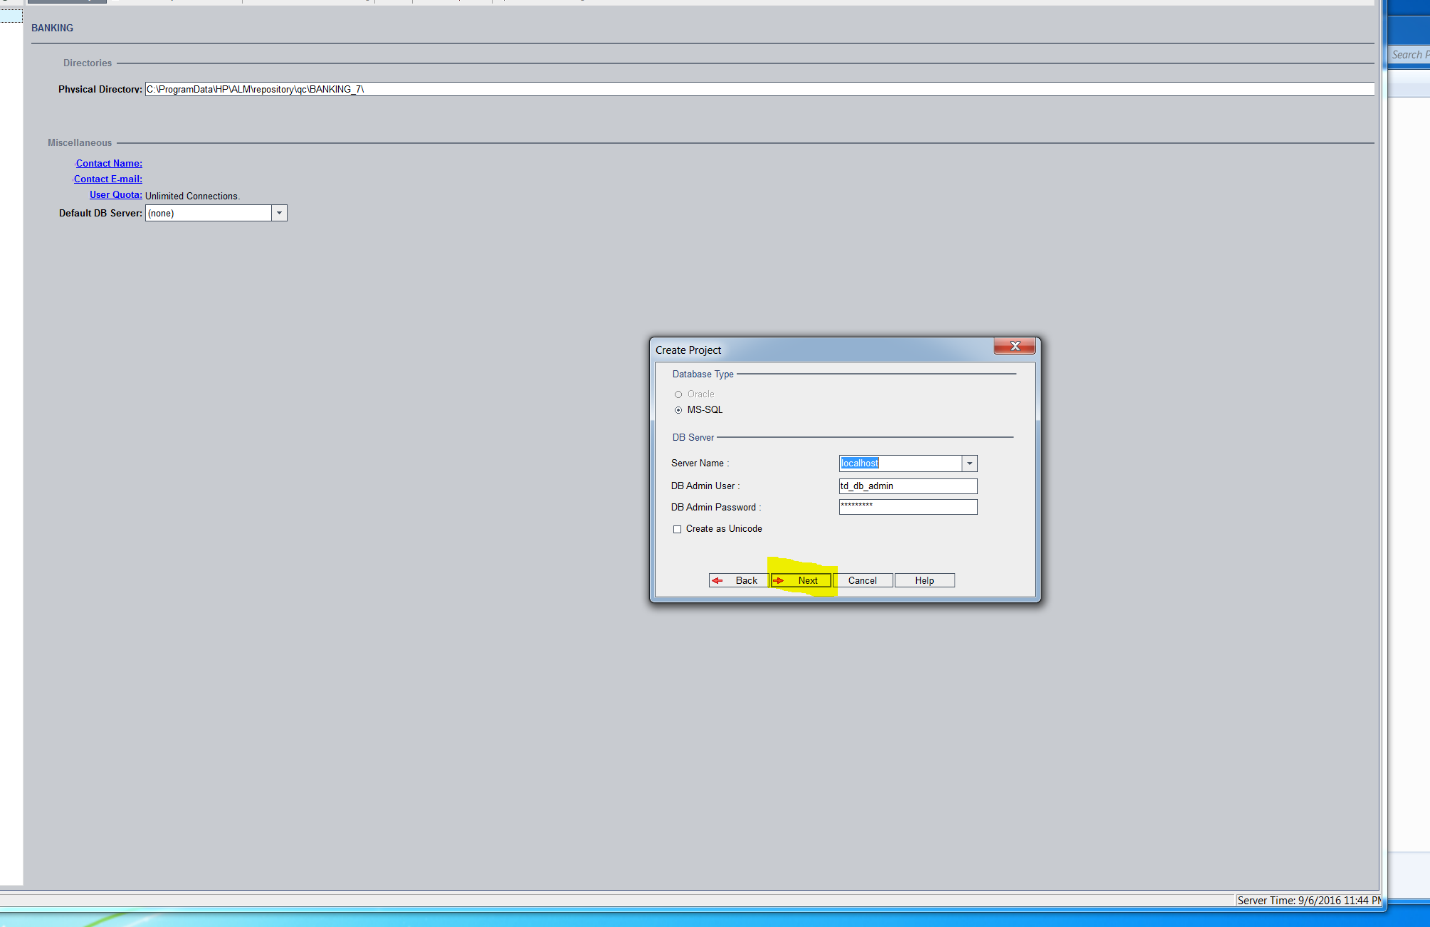 BANKING
Search
Directories
Physical Directory: C:\ProgramData\HP\ALM\repository\qc\BANKING_7\
Miscellaneous
Contact Name:
Contact E-mail:
User Quota: Unlimited Connections.
Default DB Server: (none)
Create Project
Database Type
Oracle
MS-SQL
DB Server
Server Name : localhost
DB Admin User : td_db_admin
DB Admin Password : *********
Create as Unicode
Back Next Cancel Help
Server Time: 9/6/2016 11:44 PM